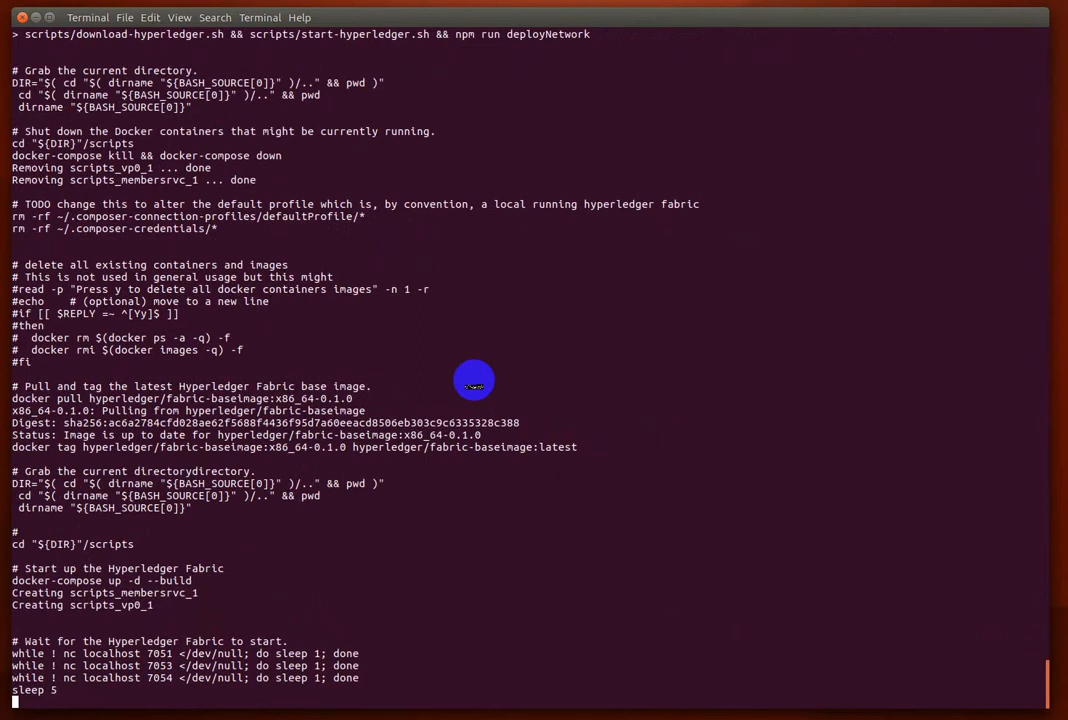 Terminal File Edit View Search Terminal Help
> scripts/download-hyperledger.sh && scripts/start-hyperledger.sh && npm run deployNetwork
# Grab the current directory.
DIR="$( cd "$( dirname "${BASH_SOURCE[0]}" )/.." && pwd )"
cd "$( dirname "${BASH_SOURCE[0]}" )/.." && pwd
dirname "${BASH_SOURCE[0]}"
# Shut down the Docker containers that might be currently running.
cd "${DIR}"/scripts
docker-compose kill && docker-compose down
Removing scripts_vp0_1 ... done
Removing scripts_membersrvc_1 ... done
# TODO change this to alter the default profile which is, by convention, a local running hyperledger fabric
rm -rf ~/.composer-connection-profiles/defaultProfile/*
rm -rf ~/.composer-credentials/*
# delete all existing containers and images
# This is not used in general usage but this might
#read -p "Press y to delete all docker containers images" -n 1 -r
#echo    # (optional) move to a new line
#if [[ $REPLY =~ ^[Yy]$ ]]
#then
#  docker rm $(docker ps -a -q) -f
#  docker rmi $(docker images -q) -f
#fi
# Pull and tag the latest Hyperledger Fabric base image.
docker pull hyperledger/fabric-baseimage:x86_64-0.1.0
x86_64-0.1.0: Pulling from hyperledger/fabric-baseimage
Digest: sha256:ac6a2784cfd028ae62f5688f4436f95d7a60eeacd8506eb303c9c6335328c388
Status: Image is up to date for hyperledger/fabric-baseimage:x86_64-0.1.0
docker tag hyperledger/fabric-baseimage:x86_64-0.1.0 hyperledger/fabric-baseimage:latest
# Grab the current directorydirectory.
DIR="$( cd "$( dirname "${BASH_SOURCE[0]}" )/.." && pwd )"
cd "$( dirname "${BASH_SOURCE[0]}" )/.." && pwd
dirname "${BASH_SOURCE[0]}"
#
cd "${DIR}"/scripts
# Start up the Hyperledger Fabric
docker-compose up -d --build
Creating scripts_membersrvc_1
Creating scripts_vp0_1
# Wait for the Hyperledger Fabric to start.
while ! nc localhost 7051 </dev/null; do sleep 1; done
while ! nc localhost 7053 </dev/null; do sleep 1; done
while ! nc localhost 7054 </dev/null; do sleep 1; done
sleep 5